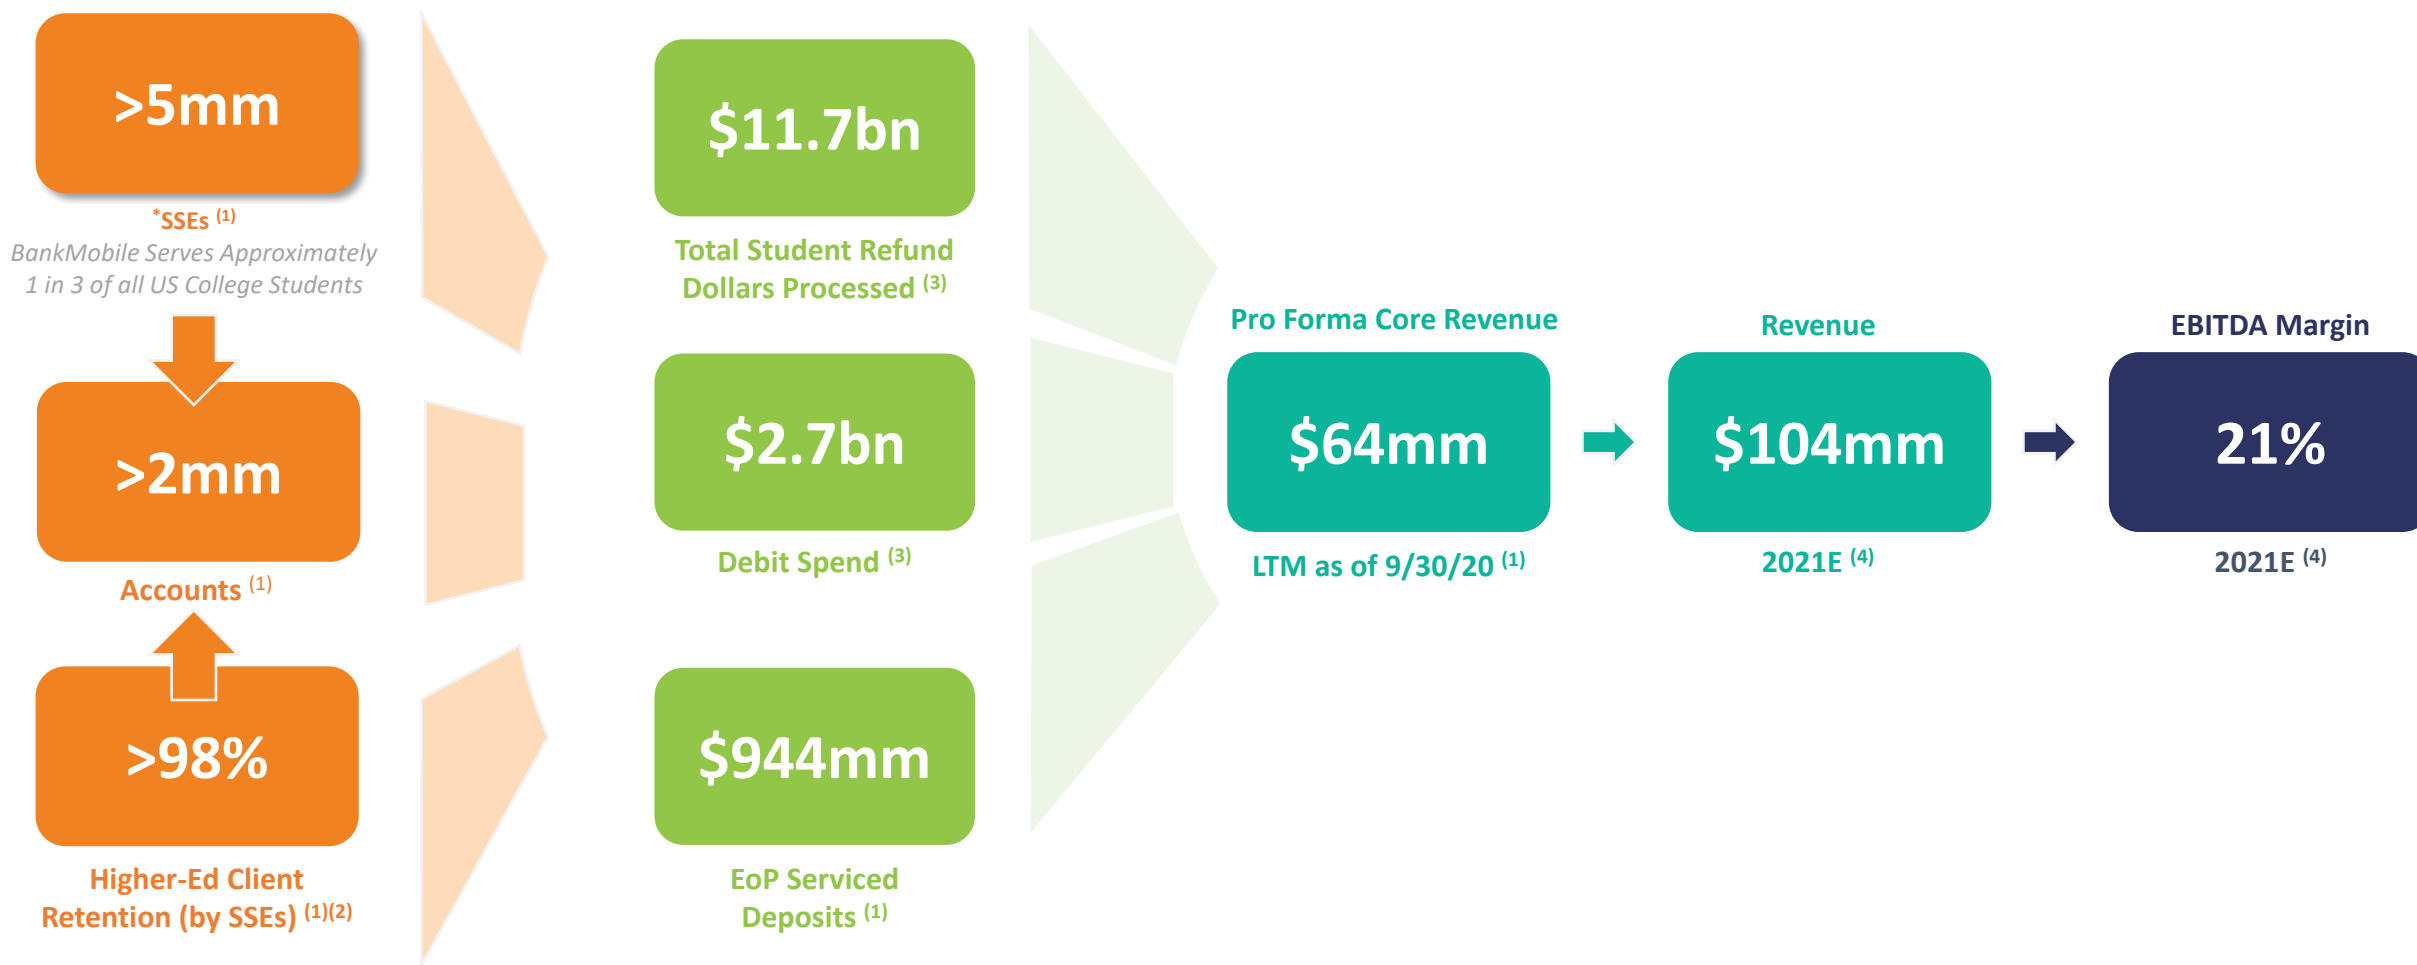 >5mm
*SSEs (1)
BankMobile Serves Approximately
1 in 3 of all US College Students
>2mm
Accounts (1)
>98%
Higher-Ed Client
Retention (by SSEs) (1)(2)
$11.7bn
Total Student Refund
Dollars Processed (3)
$2.7bn
Debit Spend (3)
$944mm
EoP Serviced
Deposits (1)
Pro Forma Core Revenue
$64mm
LTM as of 9/30/20 (1)
Revenue
$104mm
2021E (4)
EBITDA Margin
21%
2021E (4)